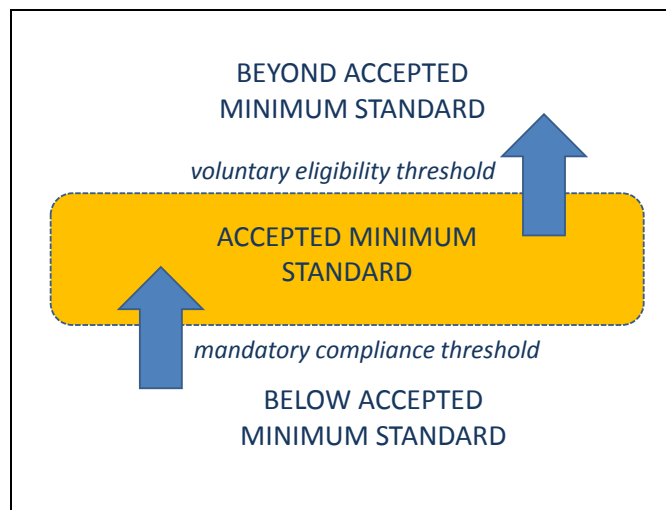 BEYOND ACCEPTED
MINIMUM STANDARD
voluntary eligibility threshold
ACCEPTED MINIMUM
STANDARD
mandatory compliance threshold
BELOW ACCEPTED
MINIMUM STANDARD